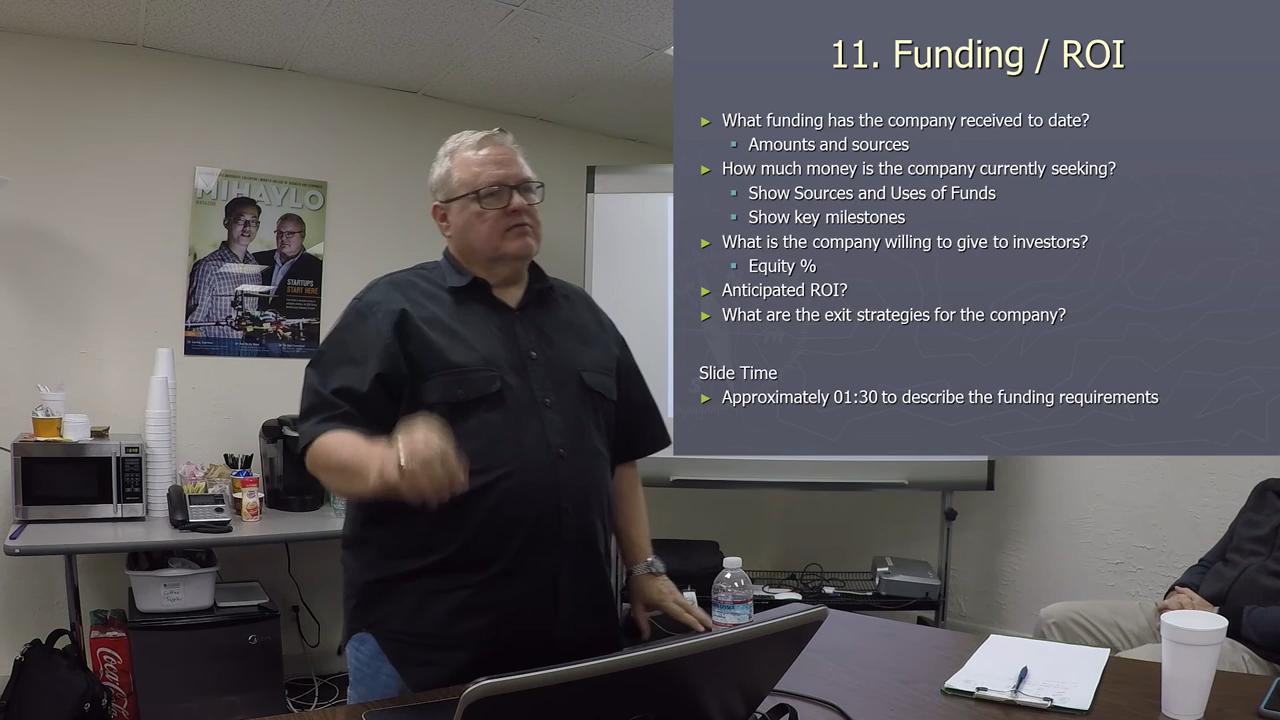 11. Funding / ROI
► What funding has the company received to date?
▪ Amounts and sources
► How much money is the company currently seeking?
▪ Show Sources and Uses of Funds
▪ Show key milestones
► What is the company willing to give to investors?
▪ Equity %
► Anticipated ROI?
► What are the exit strategies for the company?
Slide Time
► Approximately 01:30 to describe the funding requirements
MIHAYLO
STARTUPS
START HERE
Coffee
Coca-Cola